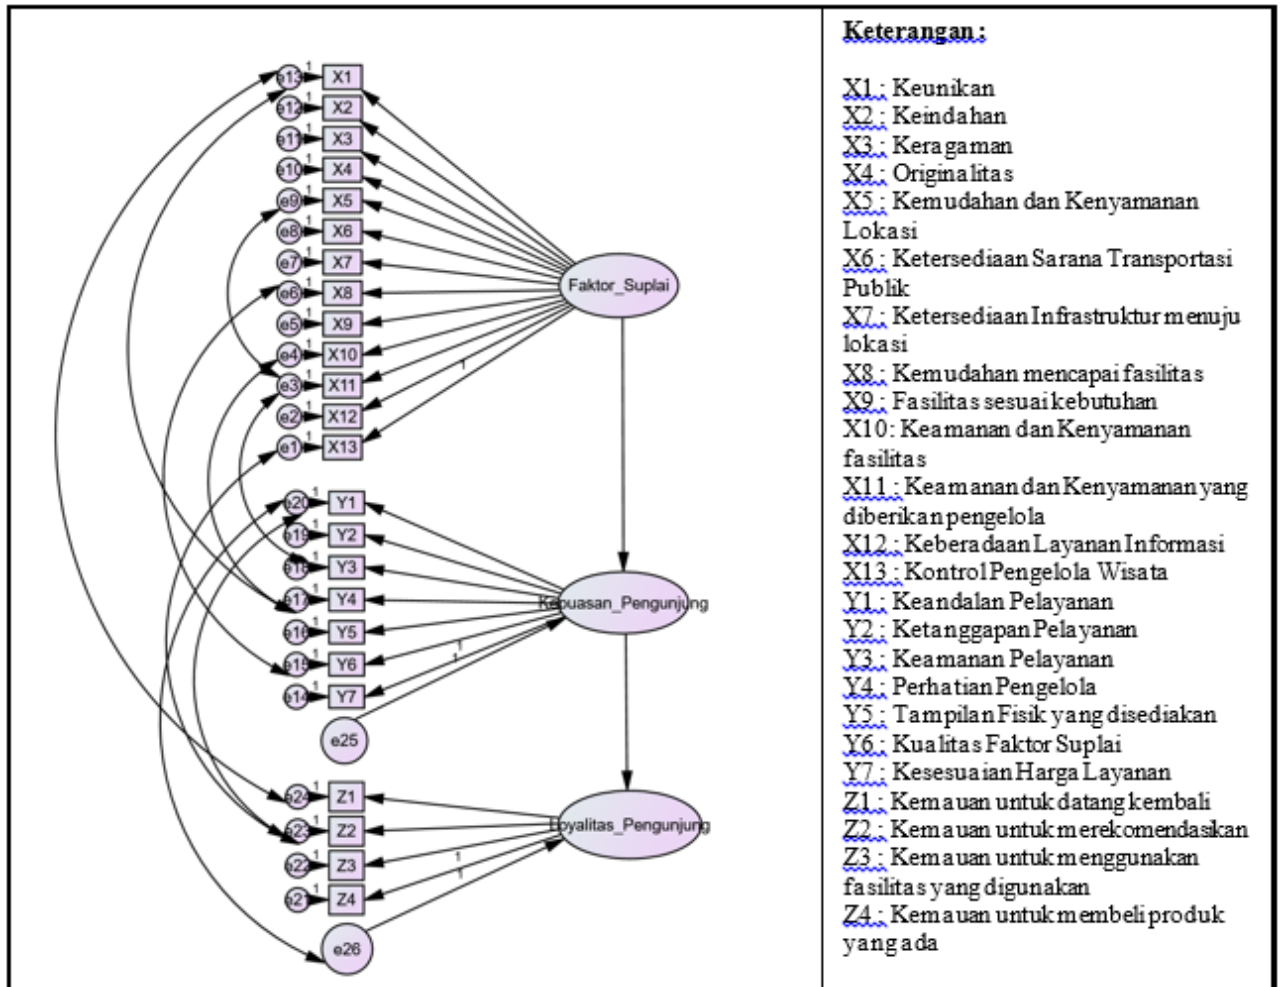 e13 1 X1
e12 1 X2
e11 1 X3
e10 1 X4
e9 1 X5
e8 1 X6
e7 1 X7
e6 1 X8
e5 1 X9
e4 1 X10
e3 1 X11
e2 1 X12
e1 1 X13
1
Faktor_Suplai
e20 1 Y1
e19 1 Y2
e18 1 Y3
e17 1 Y4
e16 1 Y5
e15 1 Y6
e14 1 Y7
1
1
Kepuasan_Pengunjung
e25
e24 1 Z1
e23 1 Z2
e22 1 Z3
e21 1 Z4
1
1
Loyalitas_Pengunjung
e26
Keterangan :
X1 : Keunikan
X2 : Keindahan
X3 : Keragaman
X4 : Originalitas
X5 : Kemudahan dan Kenyamanan
Lokasi
X6 : Ketersediaan Sarana Transportasi
Publik
X7 : Ketersediaan Infrastruktur menuju
lokasi
X8 : Kemudahan mencapai fasilitas
X9 : Fasilitas sesuai kebutuhan
X10: Keamanan dan Kenyamanan
fasilitas
X11 : Keamanan dan Kenyamanan yang
diberikan pengelola
X12 : Keberadaan Layanan Informasi
X13 : Kontrol Pengelola Wisata
Y1 : Keandalan Pelayanan
Y2 : Ketanggapan Pelayanan
Y3 : Keamanan Pelayanan
Y4 : Perhatian Pengelola
Y5 : Tampilan Fisik yang disediakan
Y6 : Kualitas Faktor Suplai
Y7 : Kesesuaian Harga Layanan
Z1 : Kemauan untuk datang kembali
Z2 : Kemauan untuk merekomendasikan
Z3 : Kemauan untuk menggunakan
fasilitas yang digunakan
Z4 : Kemauan untuk membeli produk
yang ada